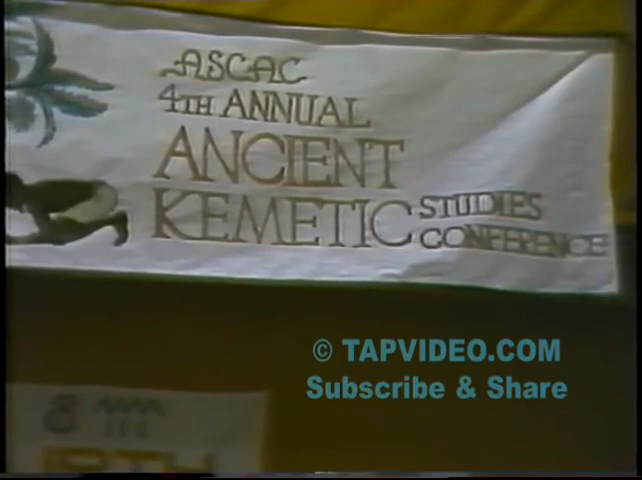 ASCAC
4TH ANNUAL
ANCIENT
KEMETIC STUDIES
CONFERENCE
© TAPVIDEO.COM
Subscribe & Share